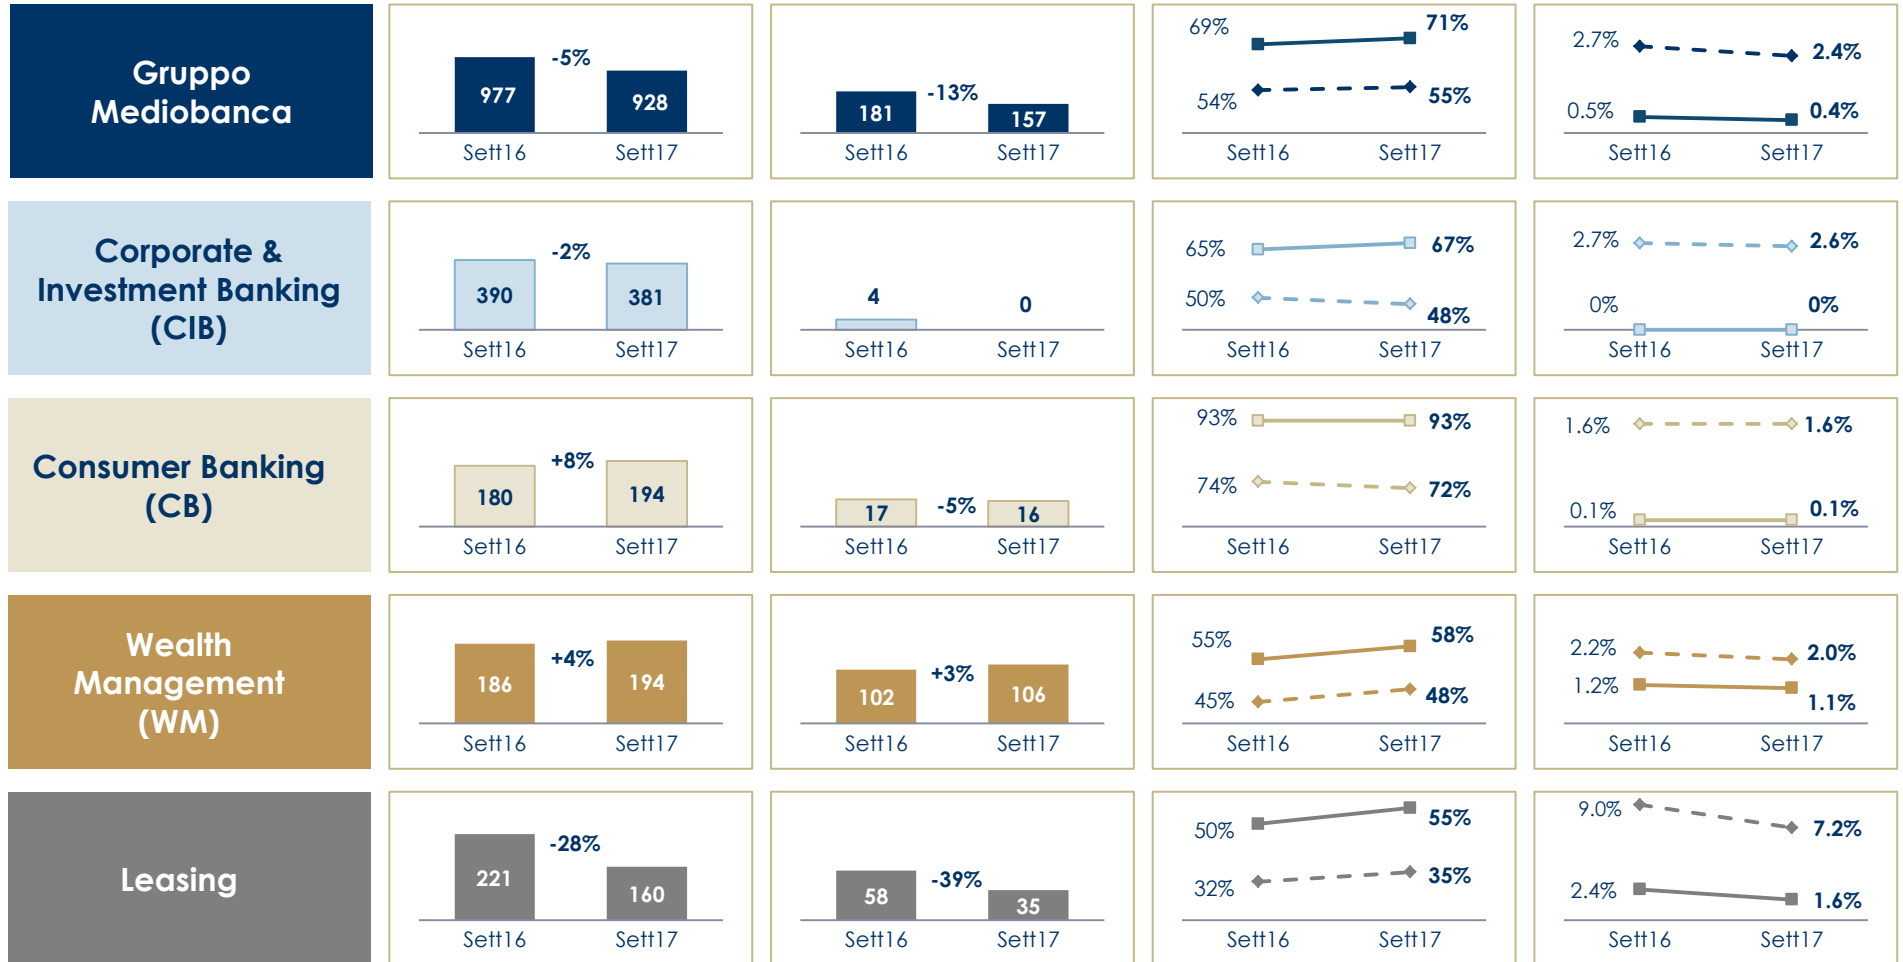 Gruppo
Mediobanca
-5%
977
928
Sett16
Sett17
-13%
181
157
Sett16
Sett17
69%
71%
54%
55%
Sett16
Sett17
2.7%
2.4%
0.5%
0.4%
Sett16
Sett17
Corporate &
Investment Banking
(CIB)
-2%
390
381
Sett16
Sett17
4
0
Sett16
Sett17
65%
67%
50%
48%
Sett16
Sett17
2.7%
2.6%
0%
0%
Sett16
Sett17
Consumer Banking
(CB)
+8%
180
194
Sett16
Sett17
-5%
17
16
Sett16
Sett17
93%
93%
74%
72%
Sett16
Sett17
1.6%
1.6%
0.1%
0.1%
Sett16
Sett17
Wealth
Management
(WM)
+4%
186
194
Sett16
Sett17
+3%
102
106
Sett16
Sett17
55%
58%
45%
48%
Sett16
Sett17
2.2%
2.0%
1.2%
1.1%
Sett16
Sett17
Leasing
-28%
221
160
Sett16
Sett17
-39%
58
35
Sett16
Sett17
50%
55%
32%
35%
Sett16
Sett17
9.0%
7.2%
2.4%
1.6%
Sett16
Sett17